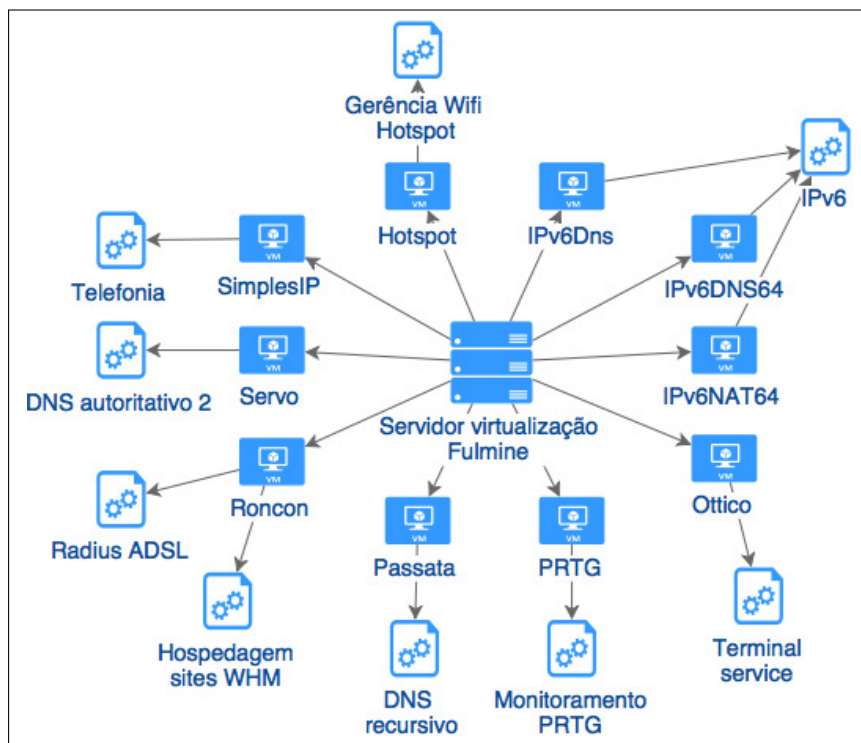 Gerência Wifi
Hotspot
IPv6
VM
Hotspot
VM
IPv6Dns
VM
SimplesIP
Telefonia
VM
IPv6DNS64
VM
Servo
DNS autoritativo 2
VM
IPv6NAT64
Servidor virtualização
Fulmine
VM
Roncon
Radius ADSL
VM
Ottico
VM
Passata
VM
PRTG
Hospedagem
sites WHM
DNS
recursivo
Monitoramento
PRTG
Terminal
service